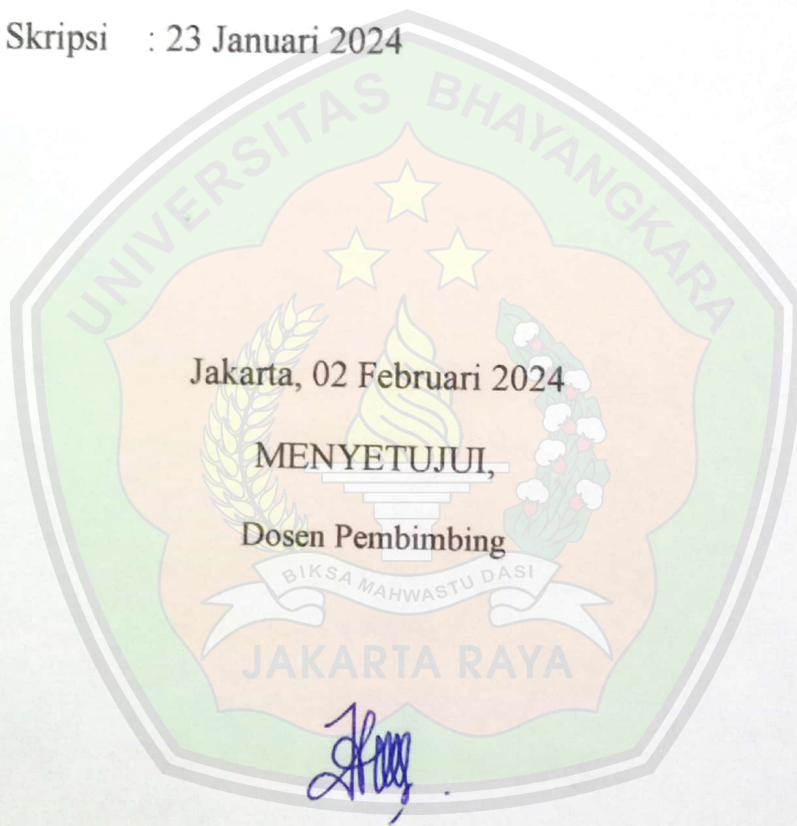 Skripsi : 23 Januari 2024
UNIVERSITAS BHAYANGKARA
Jakarta, 02 Februari 2024
MENYETUJUI,
Dosen Pembimbing
BIKSA MAHWASTU DASI
JAKARTA RAYA